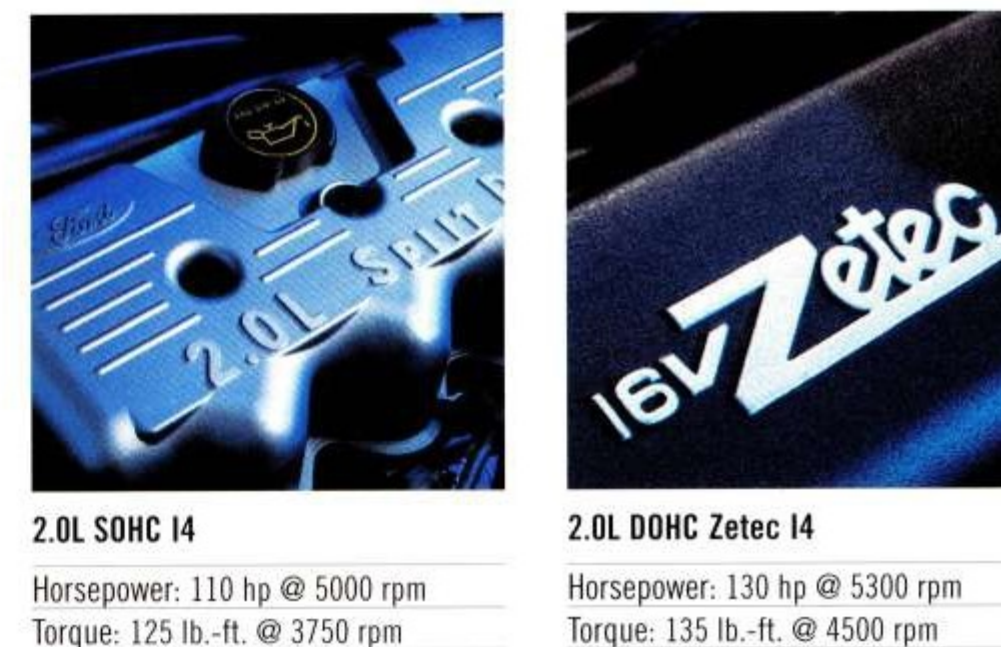 Ford
2.0L Split
16V Zetec
2.0L SOHC I4
Horsepower: 110 hp @ 5000 rpm
Torque: 125 lb.-ft. @ 3750 rpm
2.0L DOHC Zetec I4
Horsepower: 130 hp @ 5300 rpm
Torque: 135 lb.-ft. @ 4500 rpm